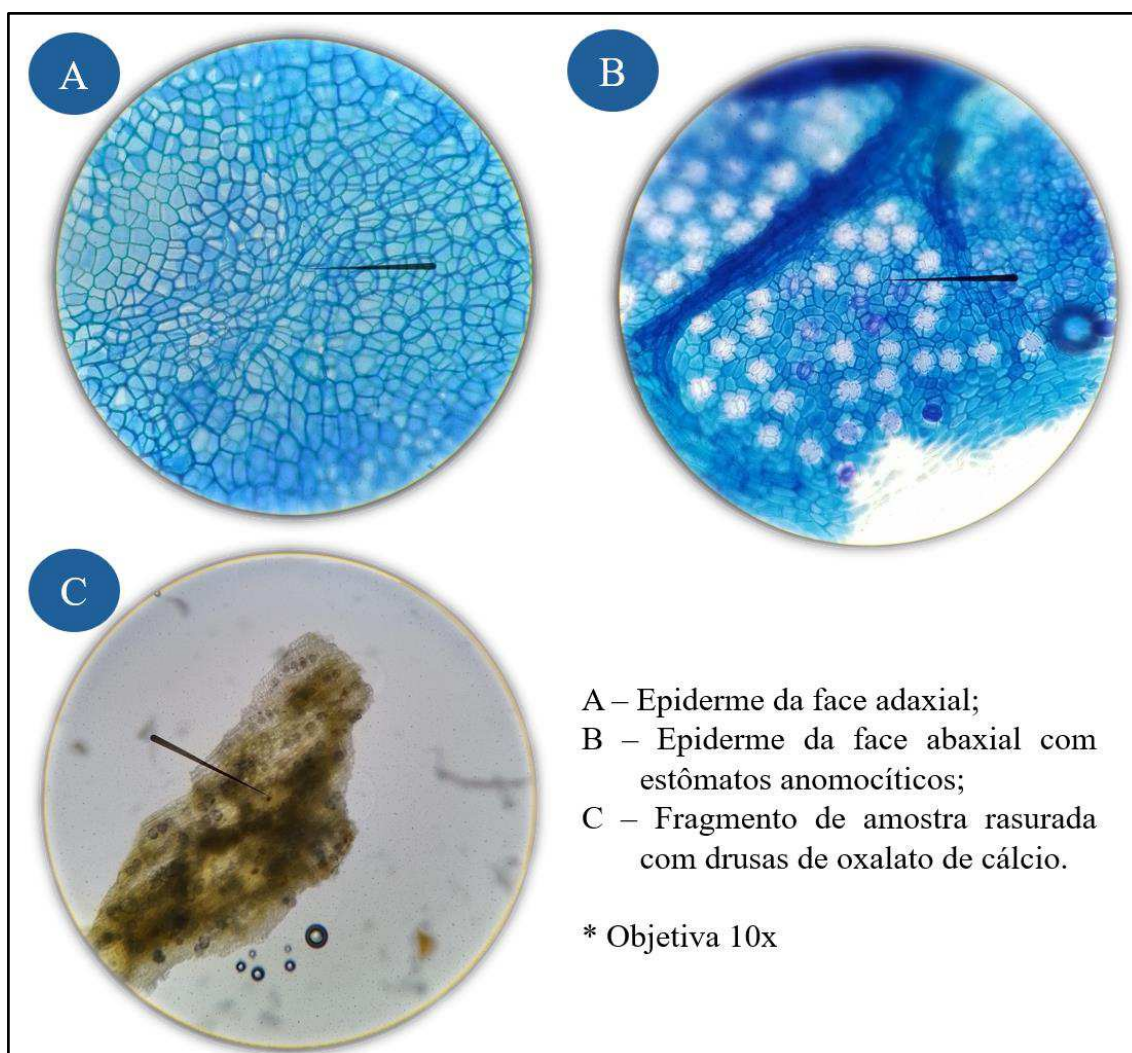 A
B
C
A – Epiderme da face adaxial;
B – Epiderme da face abaxial com
estômatos anomocíticos;
C – Fragmento de amostra rasurada
com drusas de oxalato de cálcio.
* Objetiva 10x